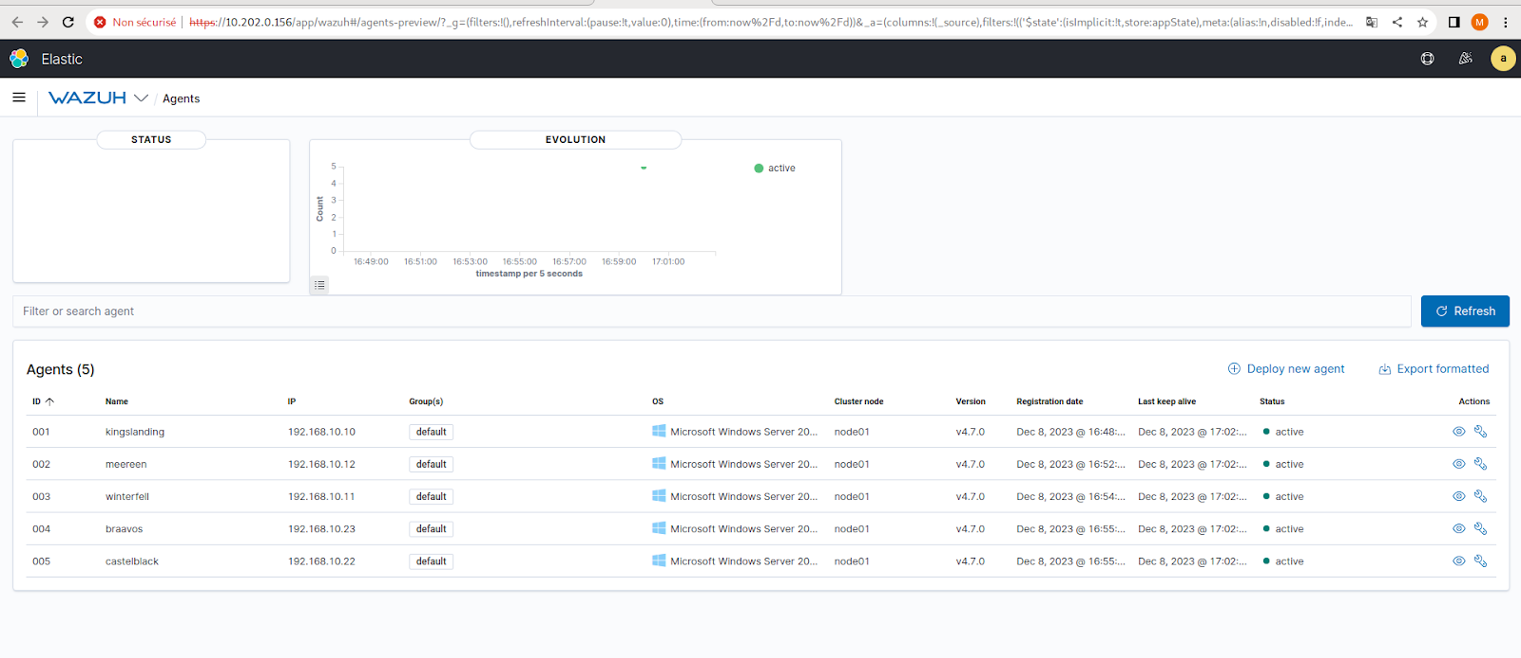 Non sécurisé | https://10.202.0.156/app/wazuh#/agents-preview/?_g=(filters:!(),refreshInterval:(pause:!t,value:0),time:(from:now%2Fd,to:now%2Fd))&_a=(columns:!(_source),filters:!(('$state':(isImplicit:!t,store:appState),meta:(alias:!n,disabled:!f,inde... M
Elastic a
WAZUH / Agents
STATUS
EVOLUTION
5
4
3
2
1
0
Count
16:49:00 16:51:00 16:53:00 16:55:00 16:57:00 16:59:00 17:01:00
timestamp per 5 seconds
active
Filter or search agent Refresh
Agents (5) Deploy new agent Export formatted
ID Name IP Group(s) OS Cluster node Version Registration date Last keep alive Status Actions
001 kingslanding 192.168.10.10 default Microsoft Windows Server 20... node01 v4.7.0 Dec 8, 2023 @ 16:48:... Dec 8, 2023 @ 17:02:... active
002 meereen 192.168.10.12 default Microsoft Windows Server 20... node01 v4.7.0 Dec 8, 2023 @ 16:52:... Dec 8, 2023 @ 17:02:... active
003 winterfell 192.168.10.11 default Microsoft Windows Server 20... node01 v4.7.0 Dec 8, 2023 @ 16:54:... Dec 8, 2023 @ 17:02:... active
004 braavos 192.168.10.23 default Microsoft Windows Server 20... node01 v4.7.0 Dec 8, 2023 @ 16:55:... Dec 8, 2023 @ 17:02:... active
005 castelblack 192.168.10.22 default Microsoft Windows Server 20... node01 v4.7.0 Dec 8, 2023 @ 16:55:... Dec 8, 2023 @ 17:02:... active